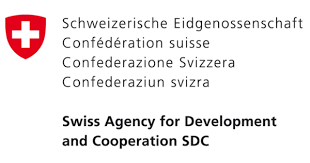 Schweizerische Eidgenossenschaft
Confédération suisse
Confederazione Svizzera
Confederaziun svizra
Swiss Agency for Development
and Cooperation SDC